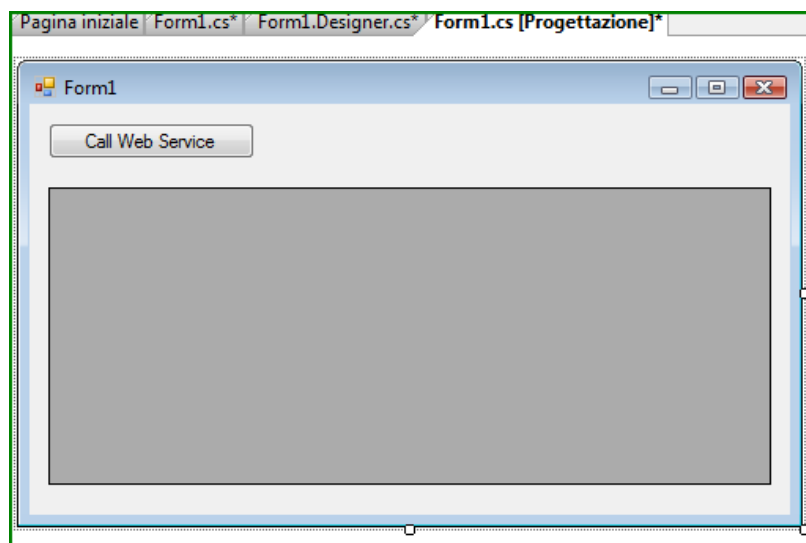 Pagina iniziale Form1.cs* Form1.Designer.cs* Form1.cs [Progettazione]*
Form1
Call Web Service